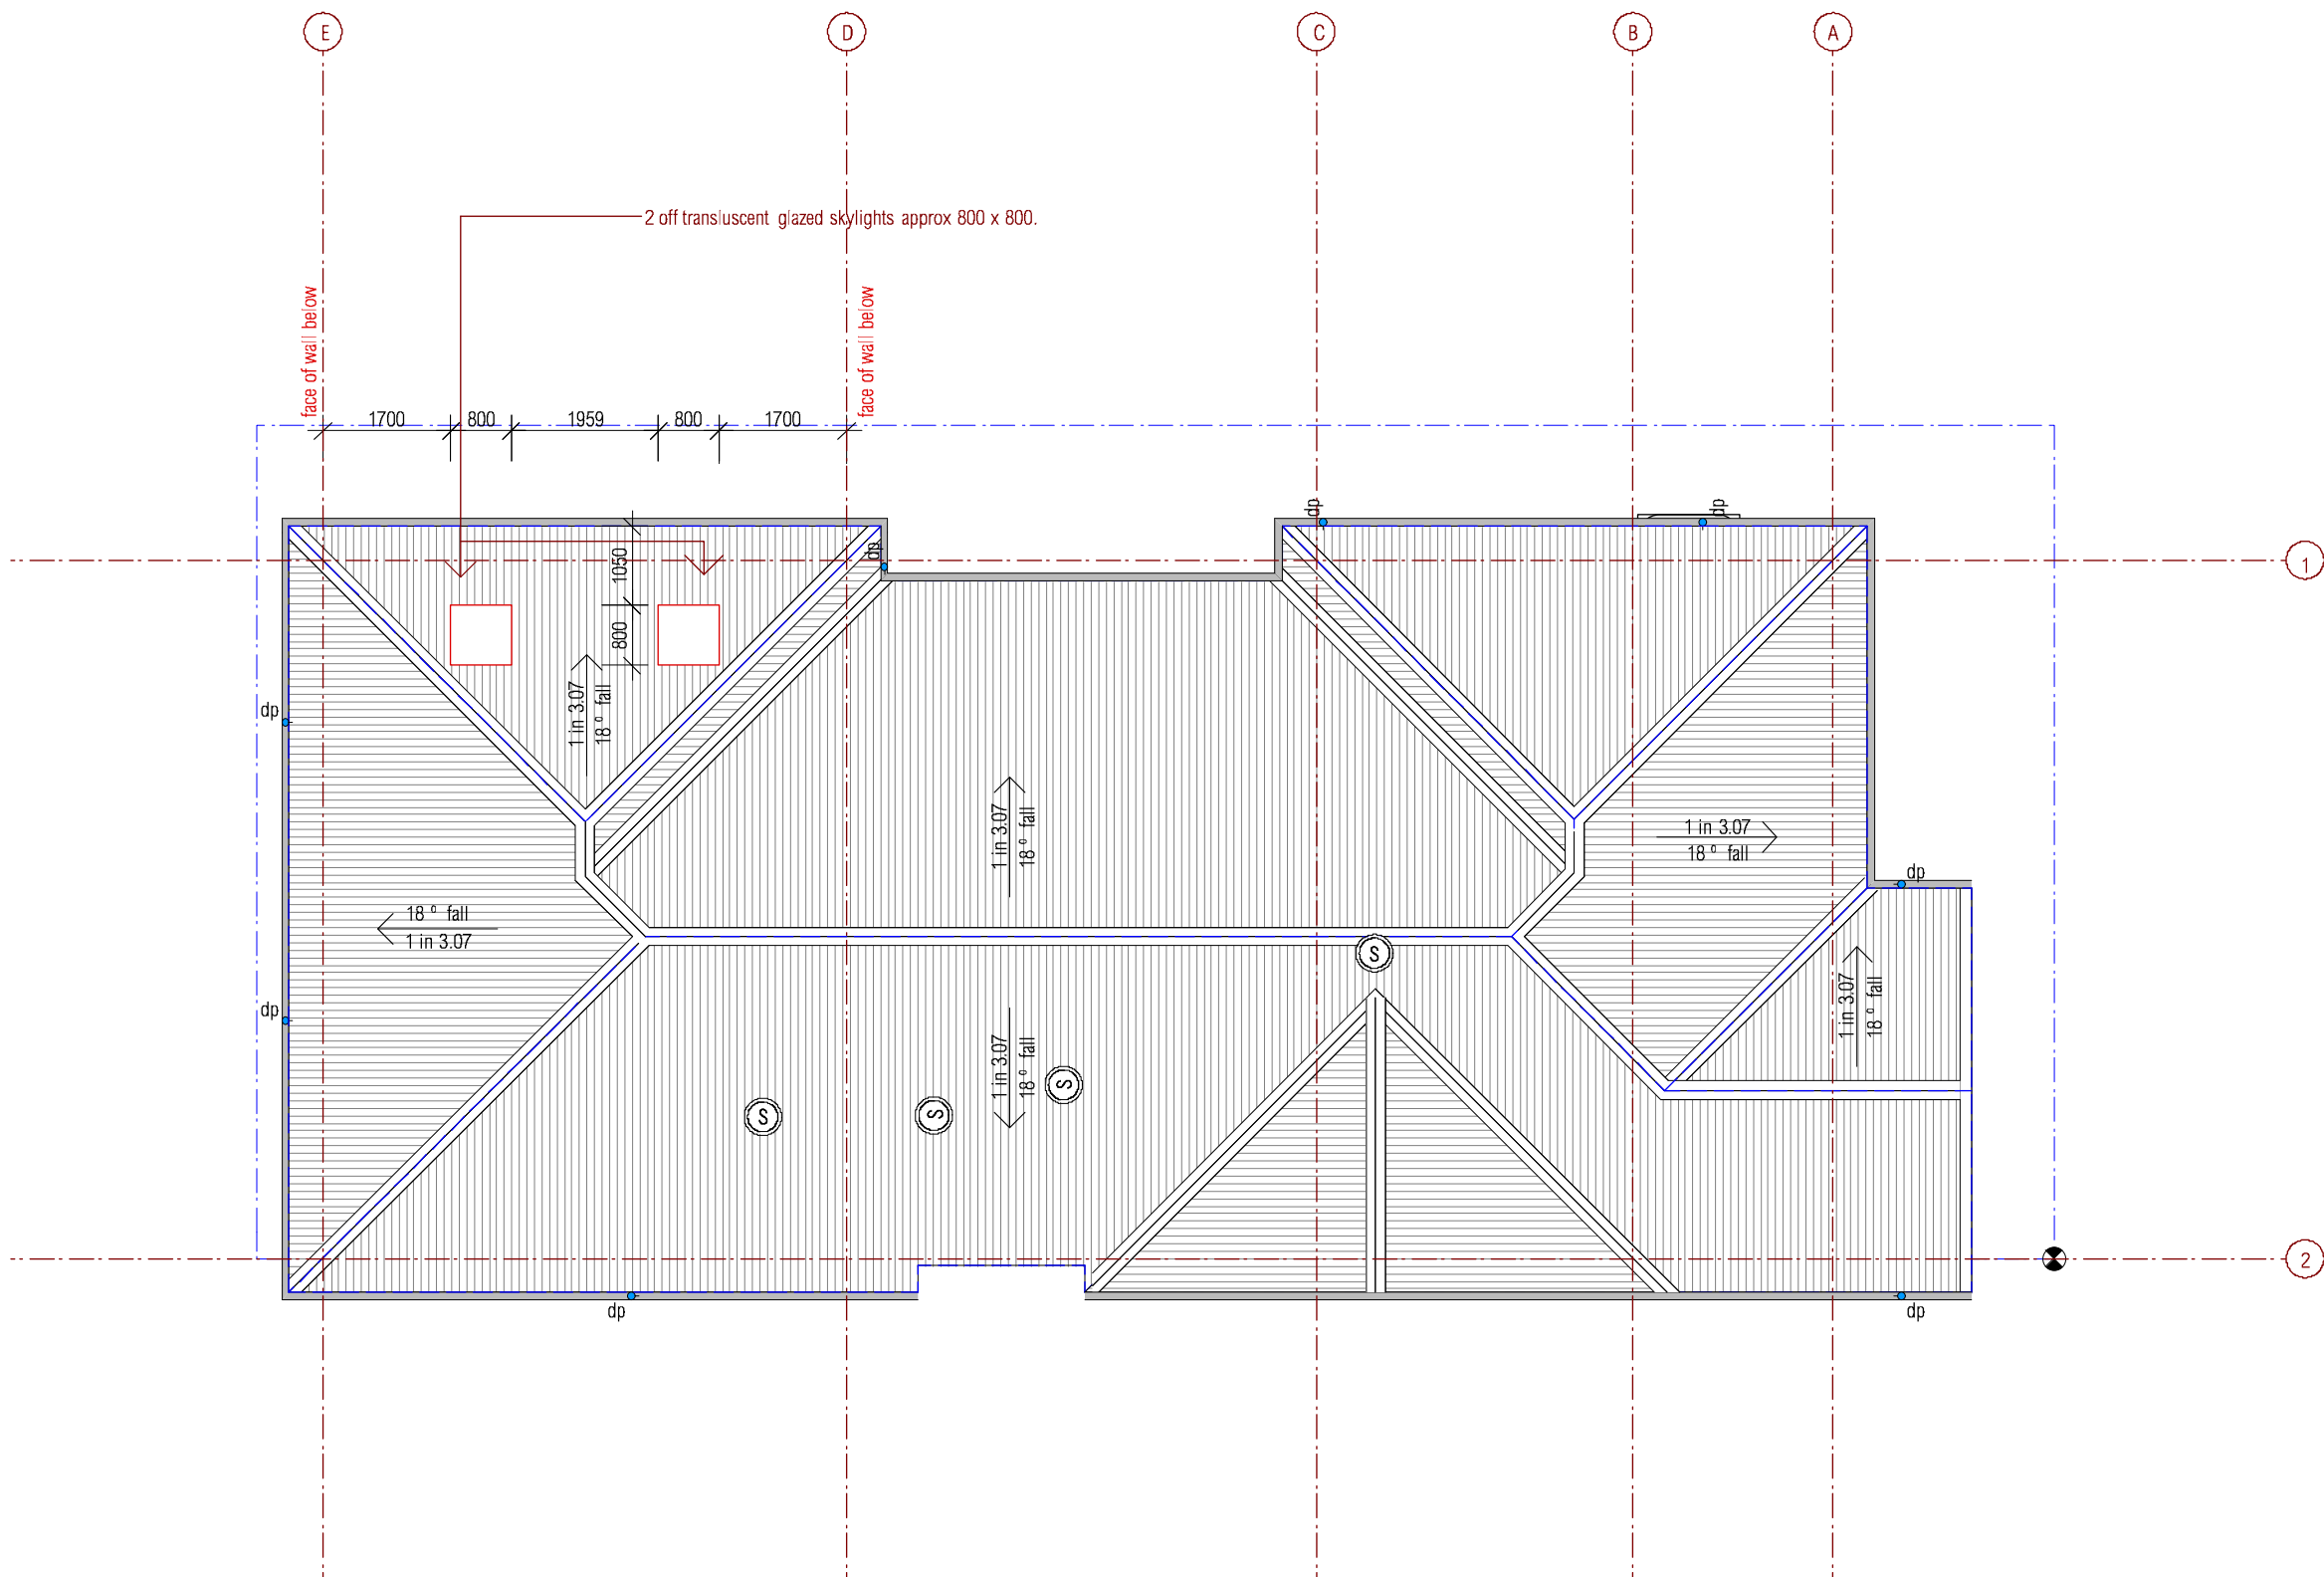 E
D
C
B
A
2 off transluscent glazed skylights approx 800 x 800.
face of wall below
face of wall below
1700
800
1959
800
1700
dp
dp
dp
1
1050
800
dp
1 in 3.07
18 º fall
1 in 3.07
18 º fall
1 in 3.07
18 º fall
dp
18 º fall
1 in 3.07
S
1 in 3.07
18 º fall
dp
1 in 3.07
18 º fall
S
S
S
2
dp
dp